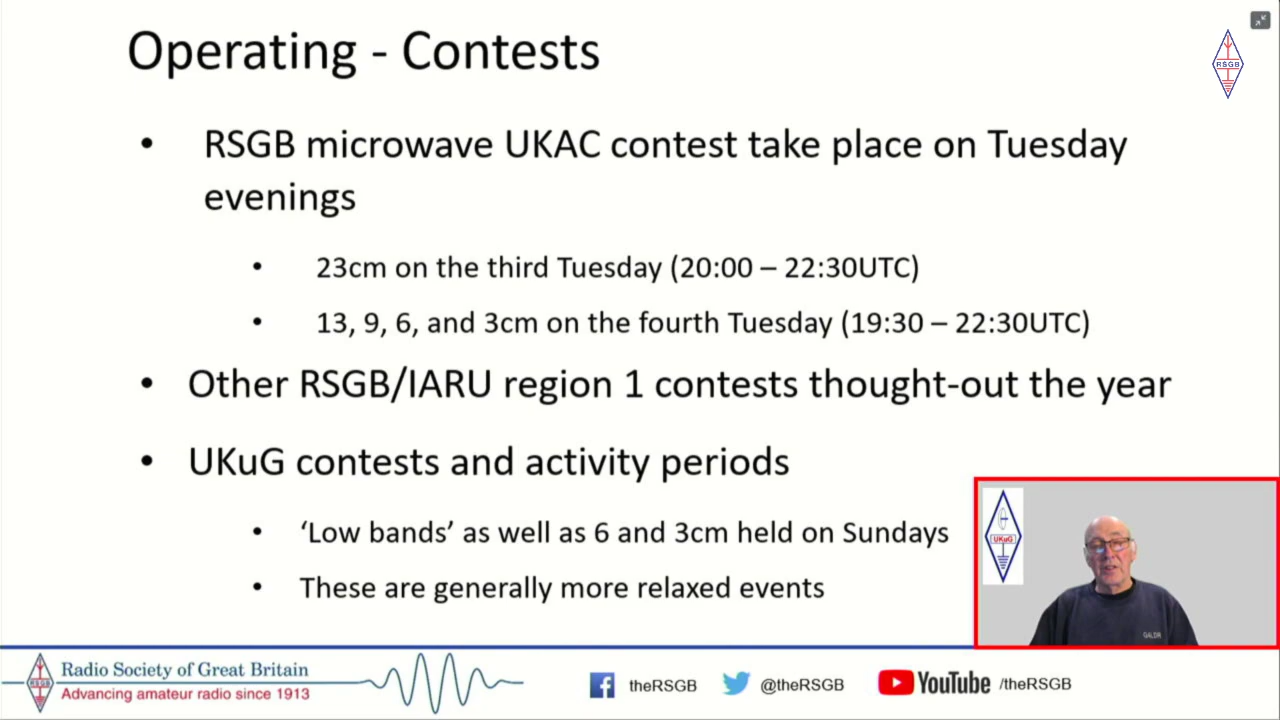 Operating - Contests
RSGB
• RSGB microwave UKAC contest take place on Tuesday
evenings
• 23cm on the third Tuesday (20:00 – 22:30UTC)
• 13, 9, 6, and 3cm on the fourth Tuesday (19:30 – 22:30UTC)
• Other RSGB/IARU region 1 contests thought-out the year
• UKuG contests and activity periods
• ‘Low bands’ as well as 6 and 3cm held on Sundays
• These are generally more relaxed events
UKuG
RSGB
Radio Society of Great Britain
Advancing amateur radio since 1913
theRSGB
@theRSGB
YouTube /theRSGB